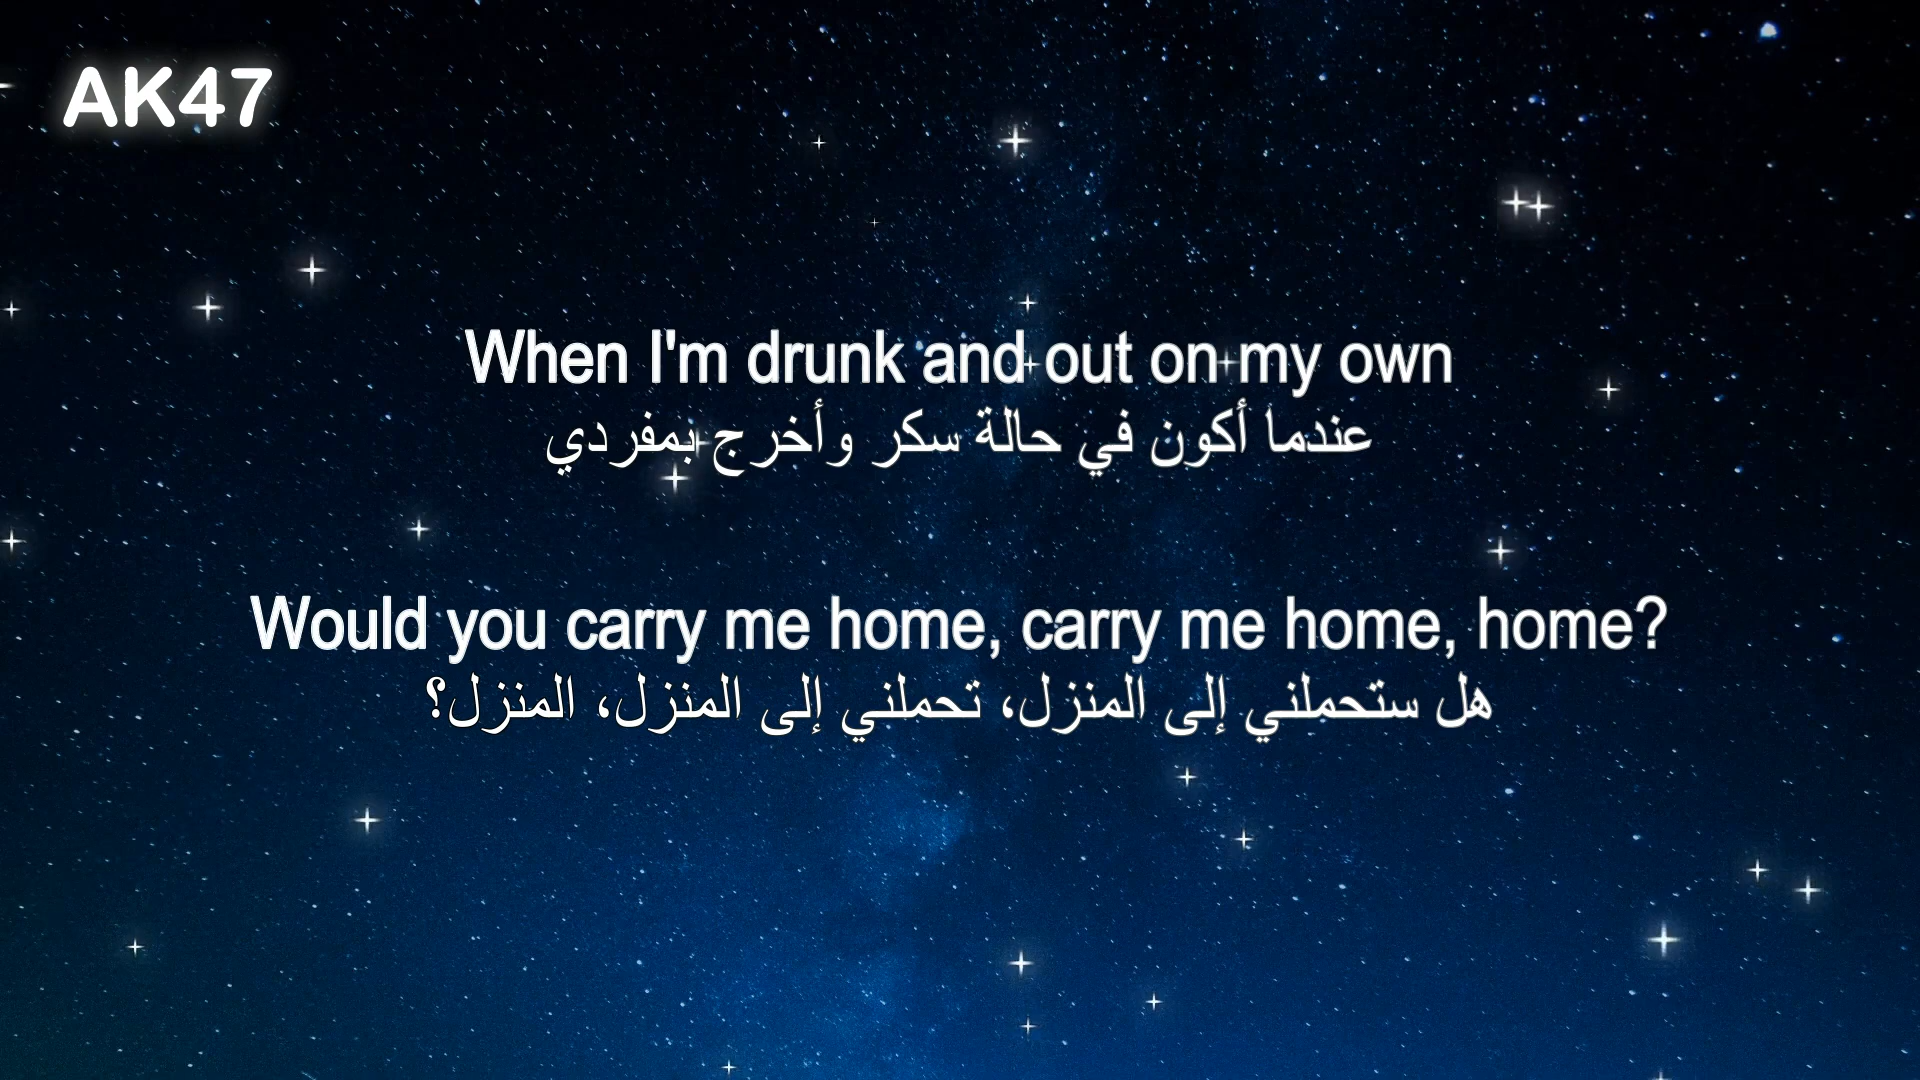 AK47
When I'm drunk and out on my own
عندما أكون في حالة سكر وأخرج بمفردي
Would you carry me home, carry me home, home?
هل ستحملني إلى المنزل، تحملني إلى المنزل، المنزل؟